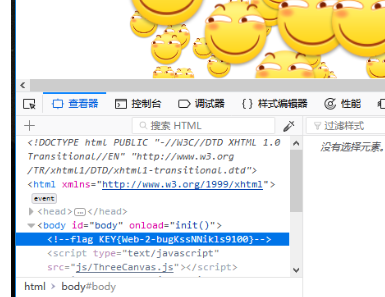 查看器 控制台 调试器 {} 样式编辑器 性能
+ 搜索 HTML 过滤样式
<!DOCTYPE html PUBLIC "-//W3C//DTD XHTML 1.0
Transitional//EN" "http://www.w3.org
/TR/xhtml1/DTD/xhtml1-transitional.dtd">
没有选择元素。
<html xmlns="http://www.w3.org/1999/xhtml">
event
<head>…</head>
<body id="body" onload="init()">
<!--flag KEY{Web-2-bugKssNNikls9100}-->
<script type="text/javascript"
src="js/ThreeCanvas.js"></script>
html > body#body